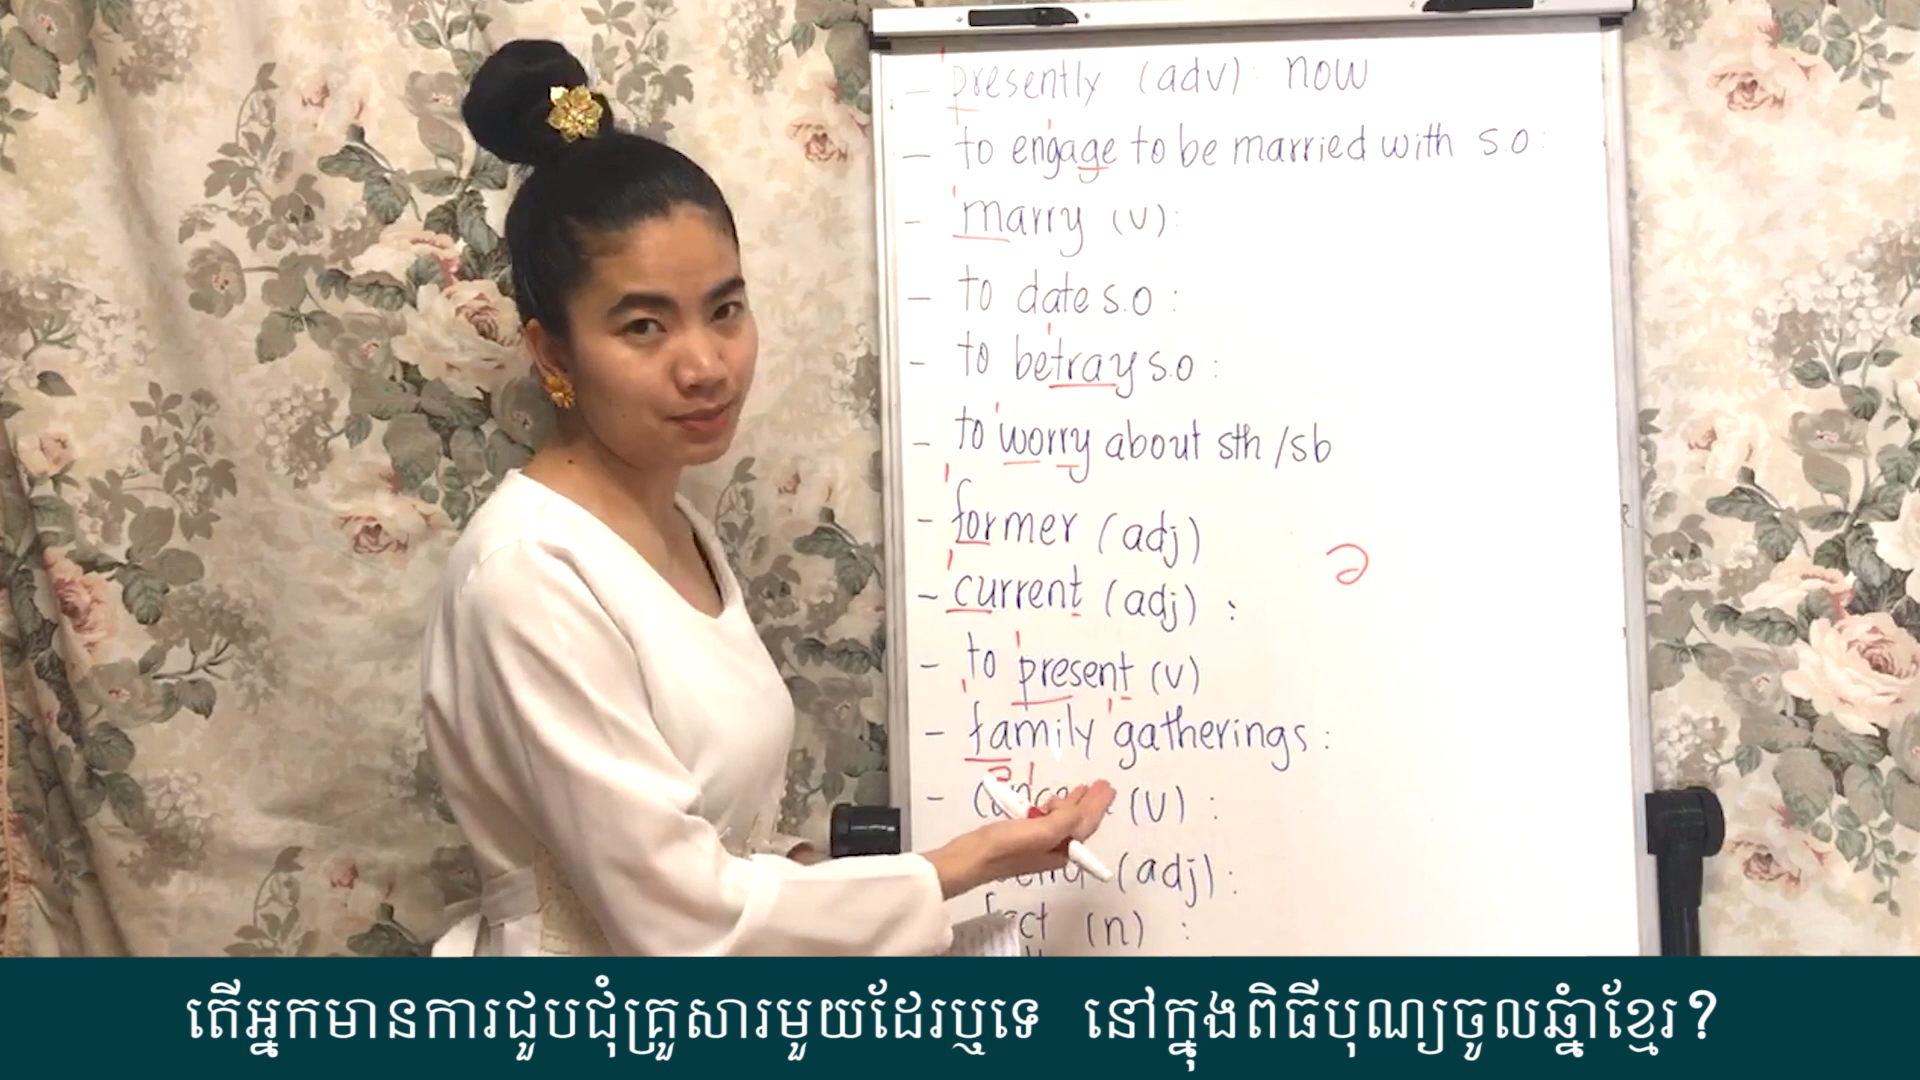 - presently (adv): now
- to engage to be married with s.o:
- marry (v):
- to date s.o:
- to betray s.o:
- to worry about sth/sb
- former (adj)
- current (adj):
- to present (v)
- family gatherings:
- (v):
- (adj):
(n):
តើអ្នកមានការជួបជុំគ្រួសារមួយដែរឬទេ នៅក្នុងពិធីបុណ្យចូលឆ្នាំខ្មែរ?